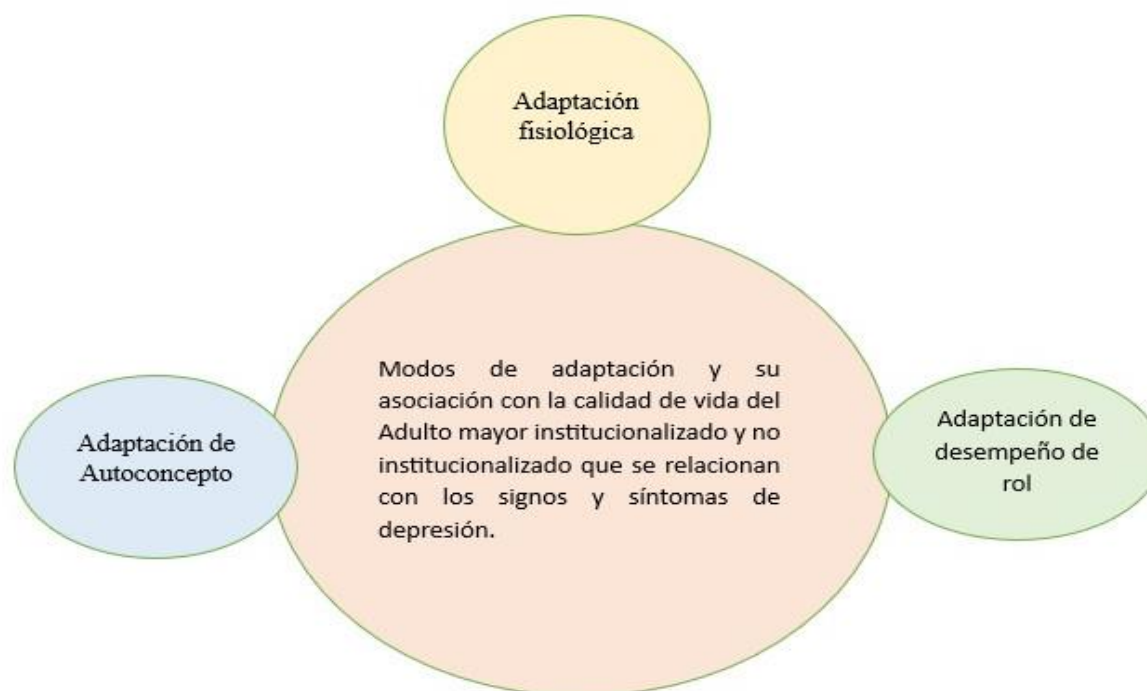 Adaptación
fisiológica
Modos de adaptación y su
asociación con la calidad de vida del
Adulto mayor institucionalizado y no
institucionalizado que se relacionan
con los signos y síntomas de
depresión.
Adaptación de
Autoconcepto
Adaptación de
desempeño de
rol